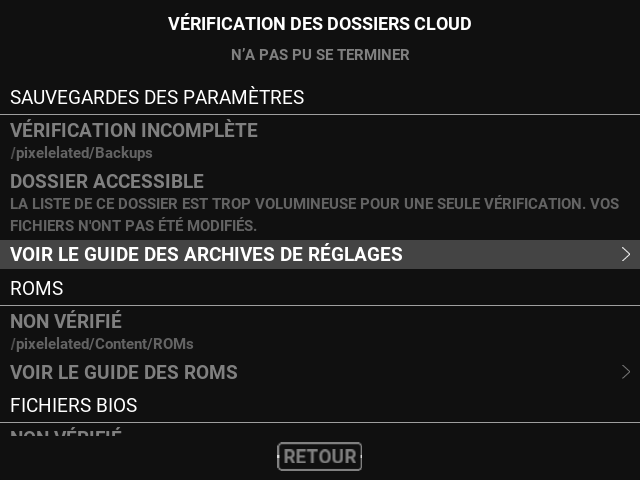 VÉRIFICATION DES DOSSIERS CLOUD
N'A PAS PU SE TERMINER
SAUVEGARDES DES PARAMÈTRES
VÉRIFICATION INCOMPLÈTE
/pixelelated/Backups
DOSSIER ACCESSIBLE
LA LISTE DE CE DOSSIER EST TROP VOLUMINEUSE POUR UNE SEULE VÉRIFICATION. VOS
FICHIERS N'ONT PAS ÉTÉ MODIFIÉS.
VOIR LE GUIDE DES ARCHIVES DE RÉGLAGES
ROMS
NON VÉRIFIÉ
/pixelelated/Content/ROMs
VOIR LE GUIDE DES ROMS
FICHIERS BIOS
NON VÉRIFIÉ
RETOUR